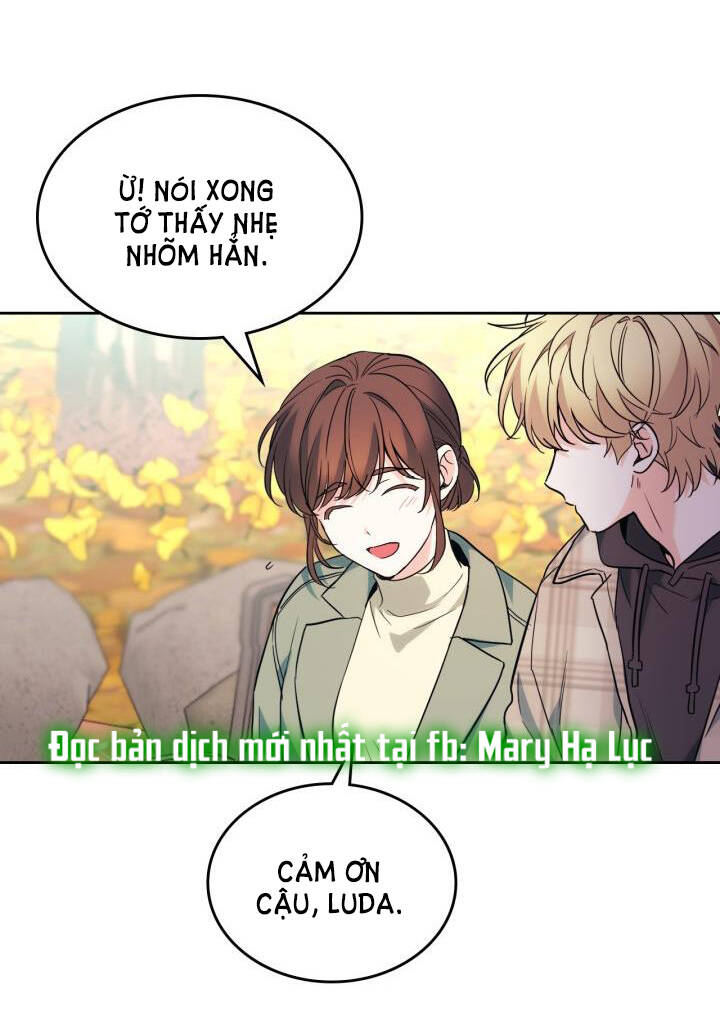 Ừ! NÓI XONG
TỚ THẤY NHẸ
NHÕM HẲN.
Đọc bản dịch mới nhất tại fb: Mary Hạ Lục
CẢM ƠN
CẬU, LUDA.